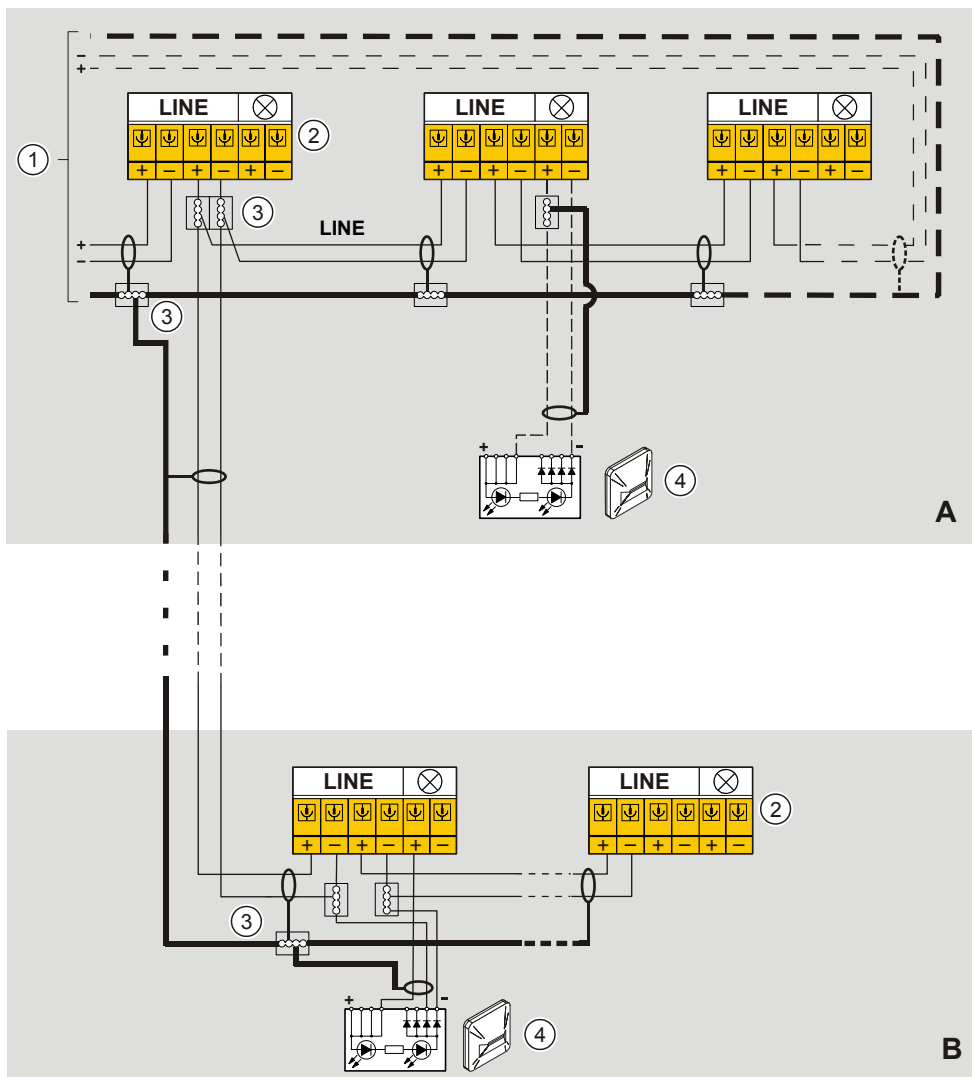 +
LINE LINE LINE
1
2
+ − + − + − + − + − + − + − + − + −
3
LINE
+
−
3
+ -
4
A
LINE LINE
2
+ − + − + − + − + − + −
3
+ -
4
B